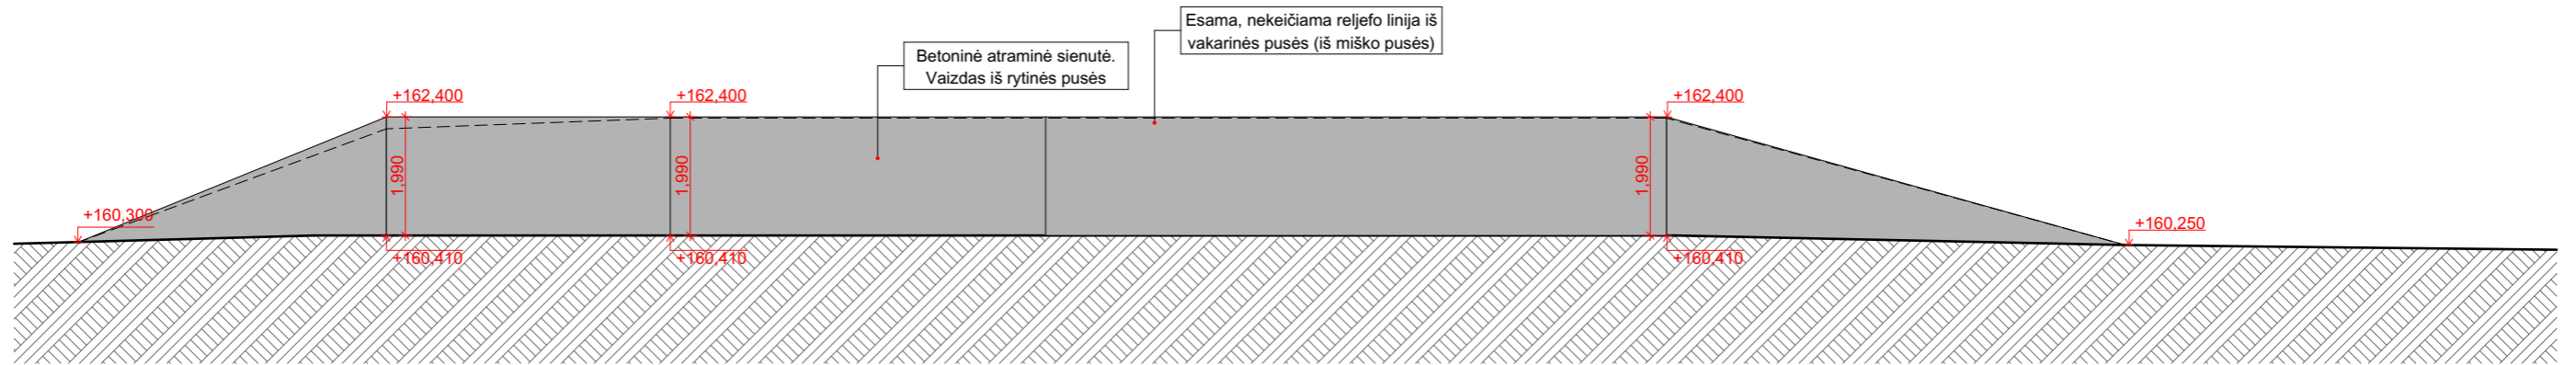 Esama, nekeičiama reljefo linija iš
vakarinės pusės (iš miško pusės)
Betoninė atraminė sienutė.
Vaizdas iš rytinės pusės
+162,400
+162,400
+162,400
1,990
1,990
1,990
+160,300
+160,250
+160,410
+160,410
+160,410